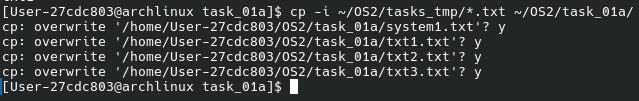 [User-27cdc803@archlinux task_01a]$ cp -i ~/OS2/tasks_tmp/*.txt ~/OS2/task_01a/
cp: overwrite '/home/User-27cdc803/OS2/task_01a/system1.txt'? y
cp: overwrite '/home/User-27cdc803/OS2/task_01a/txt1.txt'? y
cp: overwrite '/home/User-27cdc803/OS2/task_01a/txt2.txt'? y
cp: overwrite '/home/User-27cdc803/OS2/task_01a/txt3.txt'? y
[User-27cdc803@archlinux task_01a]$